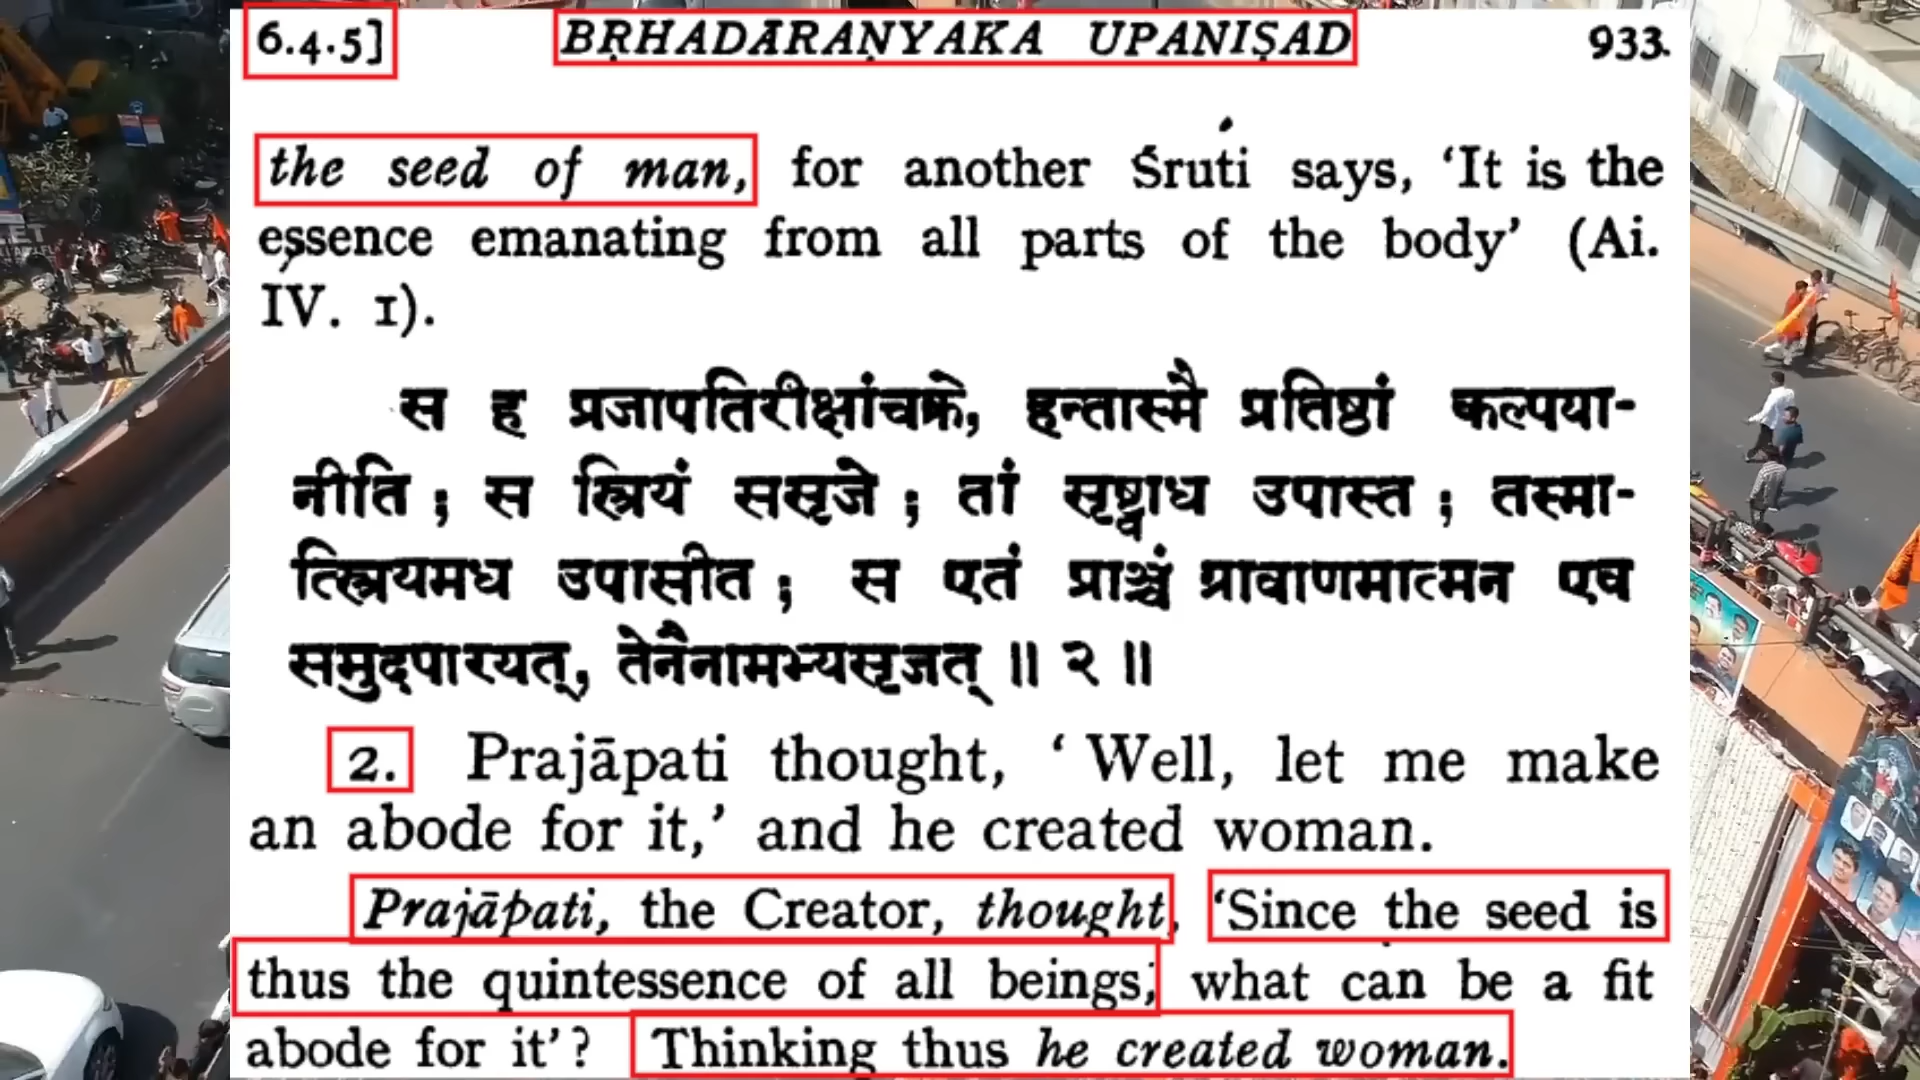 6.4.5] BṚHADĀRAṆYAKA UPANIṢAD 933.
the seed of man, for another Śruti says, ‘It is the
essence emanating from all parts of the body’ (Ai.
IV. 1).
स ह प्रजापतिरीक्षांचक्रे, हन्तास्मै प्रतिष्ठां कल्पया-
नीति ; स स्त्रियं ससृजे ; तां सृष्ट्वाध उपास्त ; तस्मा-
त्स्त्रियमध उपासीत ; स एतं प्राञ्चं ग्रावाणमात्मन एव
समुदपारयत्, तेनैनामभ्यसृजत् ॥ २ ॥
2. Prajāpati thought, ‘Well, let me make
an abode for it,’ and he created woman.
Prajāpati, the Creator, thought, ‘Since the seed is
thus the quintessence of all beings, what can be a fit
abode for it’? Thinking thus he created woman.